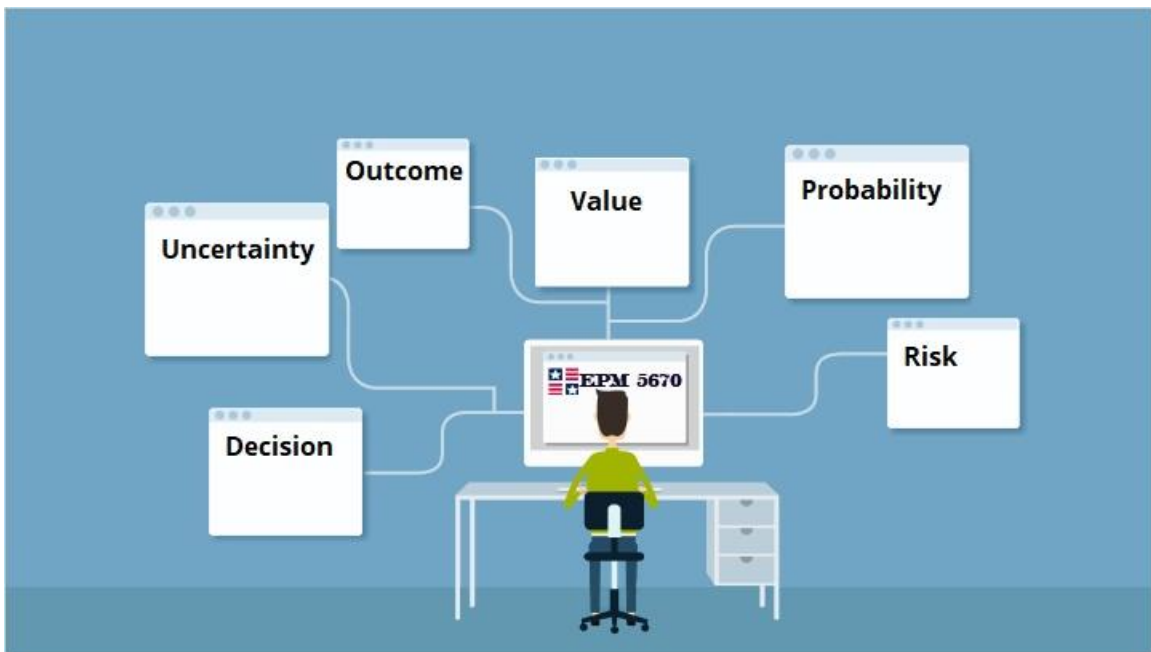 Outcome
Value
Probability
Uncertainty
Risk
EPM 5670
Decision